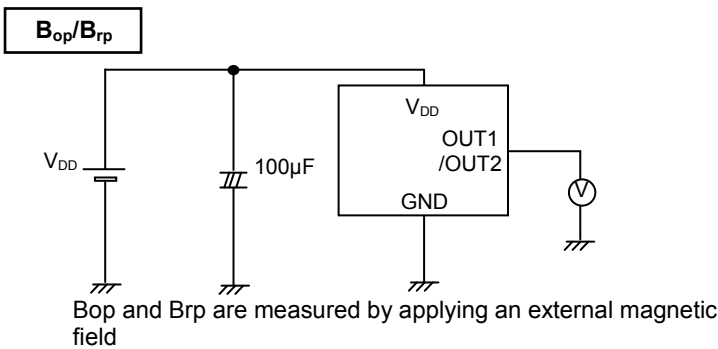 Bop/Brp
VDD
100µF
VDD
OUT1
/OUT2
GND
V
Bop and Brp are measured by applying an external magnetic
field